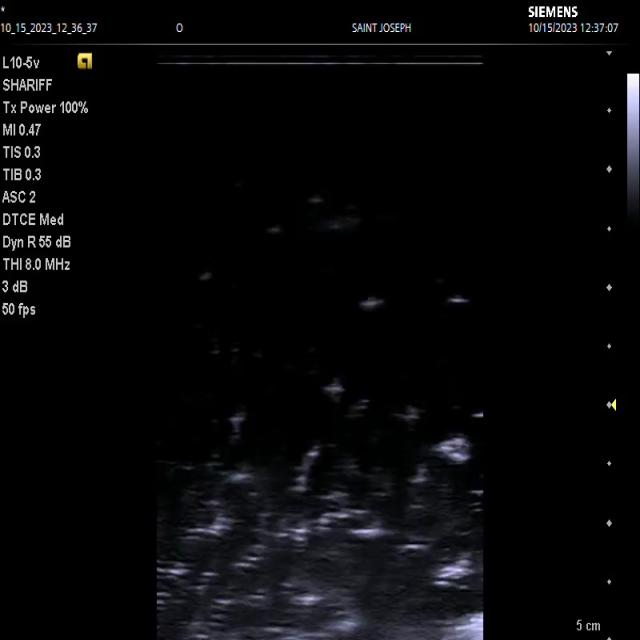 *
SIEMENS
10_15_2023_12_36_37 O SAINT JOSEPH 10/15/2023 12:37:07
L10-5v
SHARIFF
Tx Power 100%
MI 0.47
TIS 0.3
TIB 0.3
ASC 2
DTCE Med
Dyn R 55 dB
THI 8.0 MHz
3 dB
50 fps
5 cm